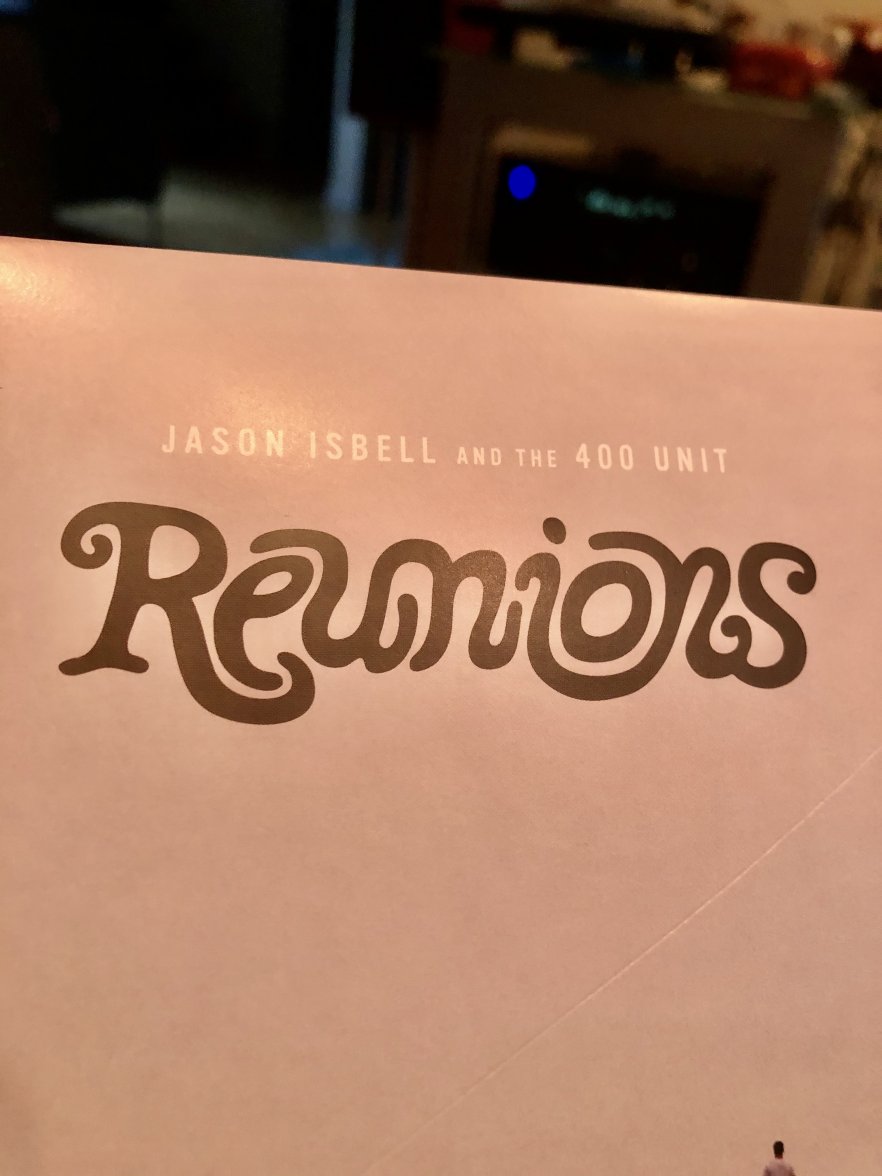 JASON ISBELL AND THE 400 UNIT
Reunions